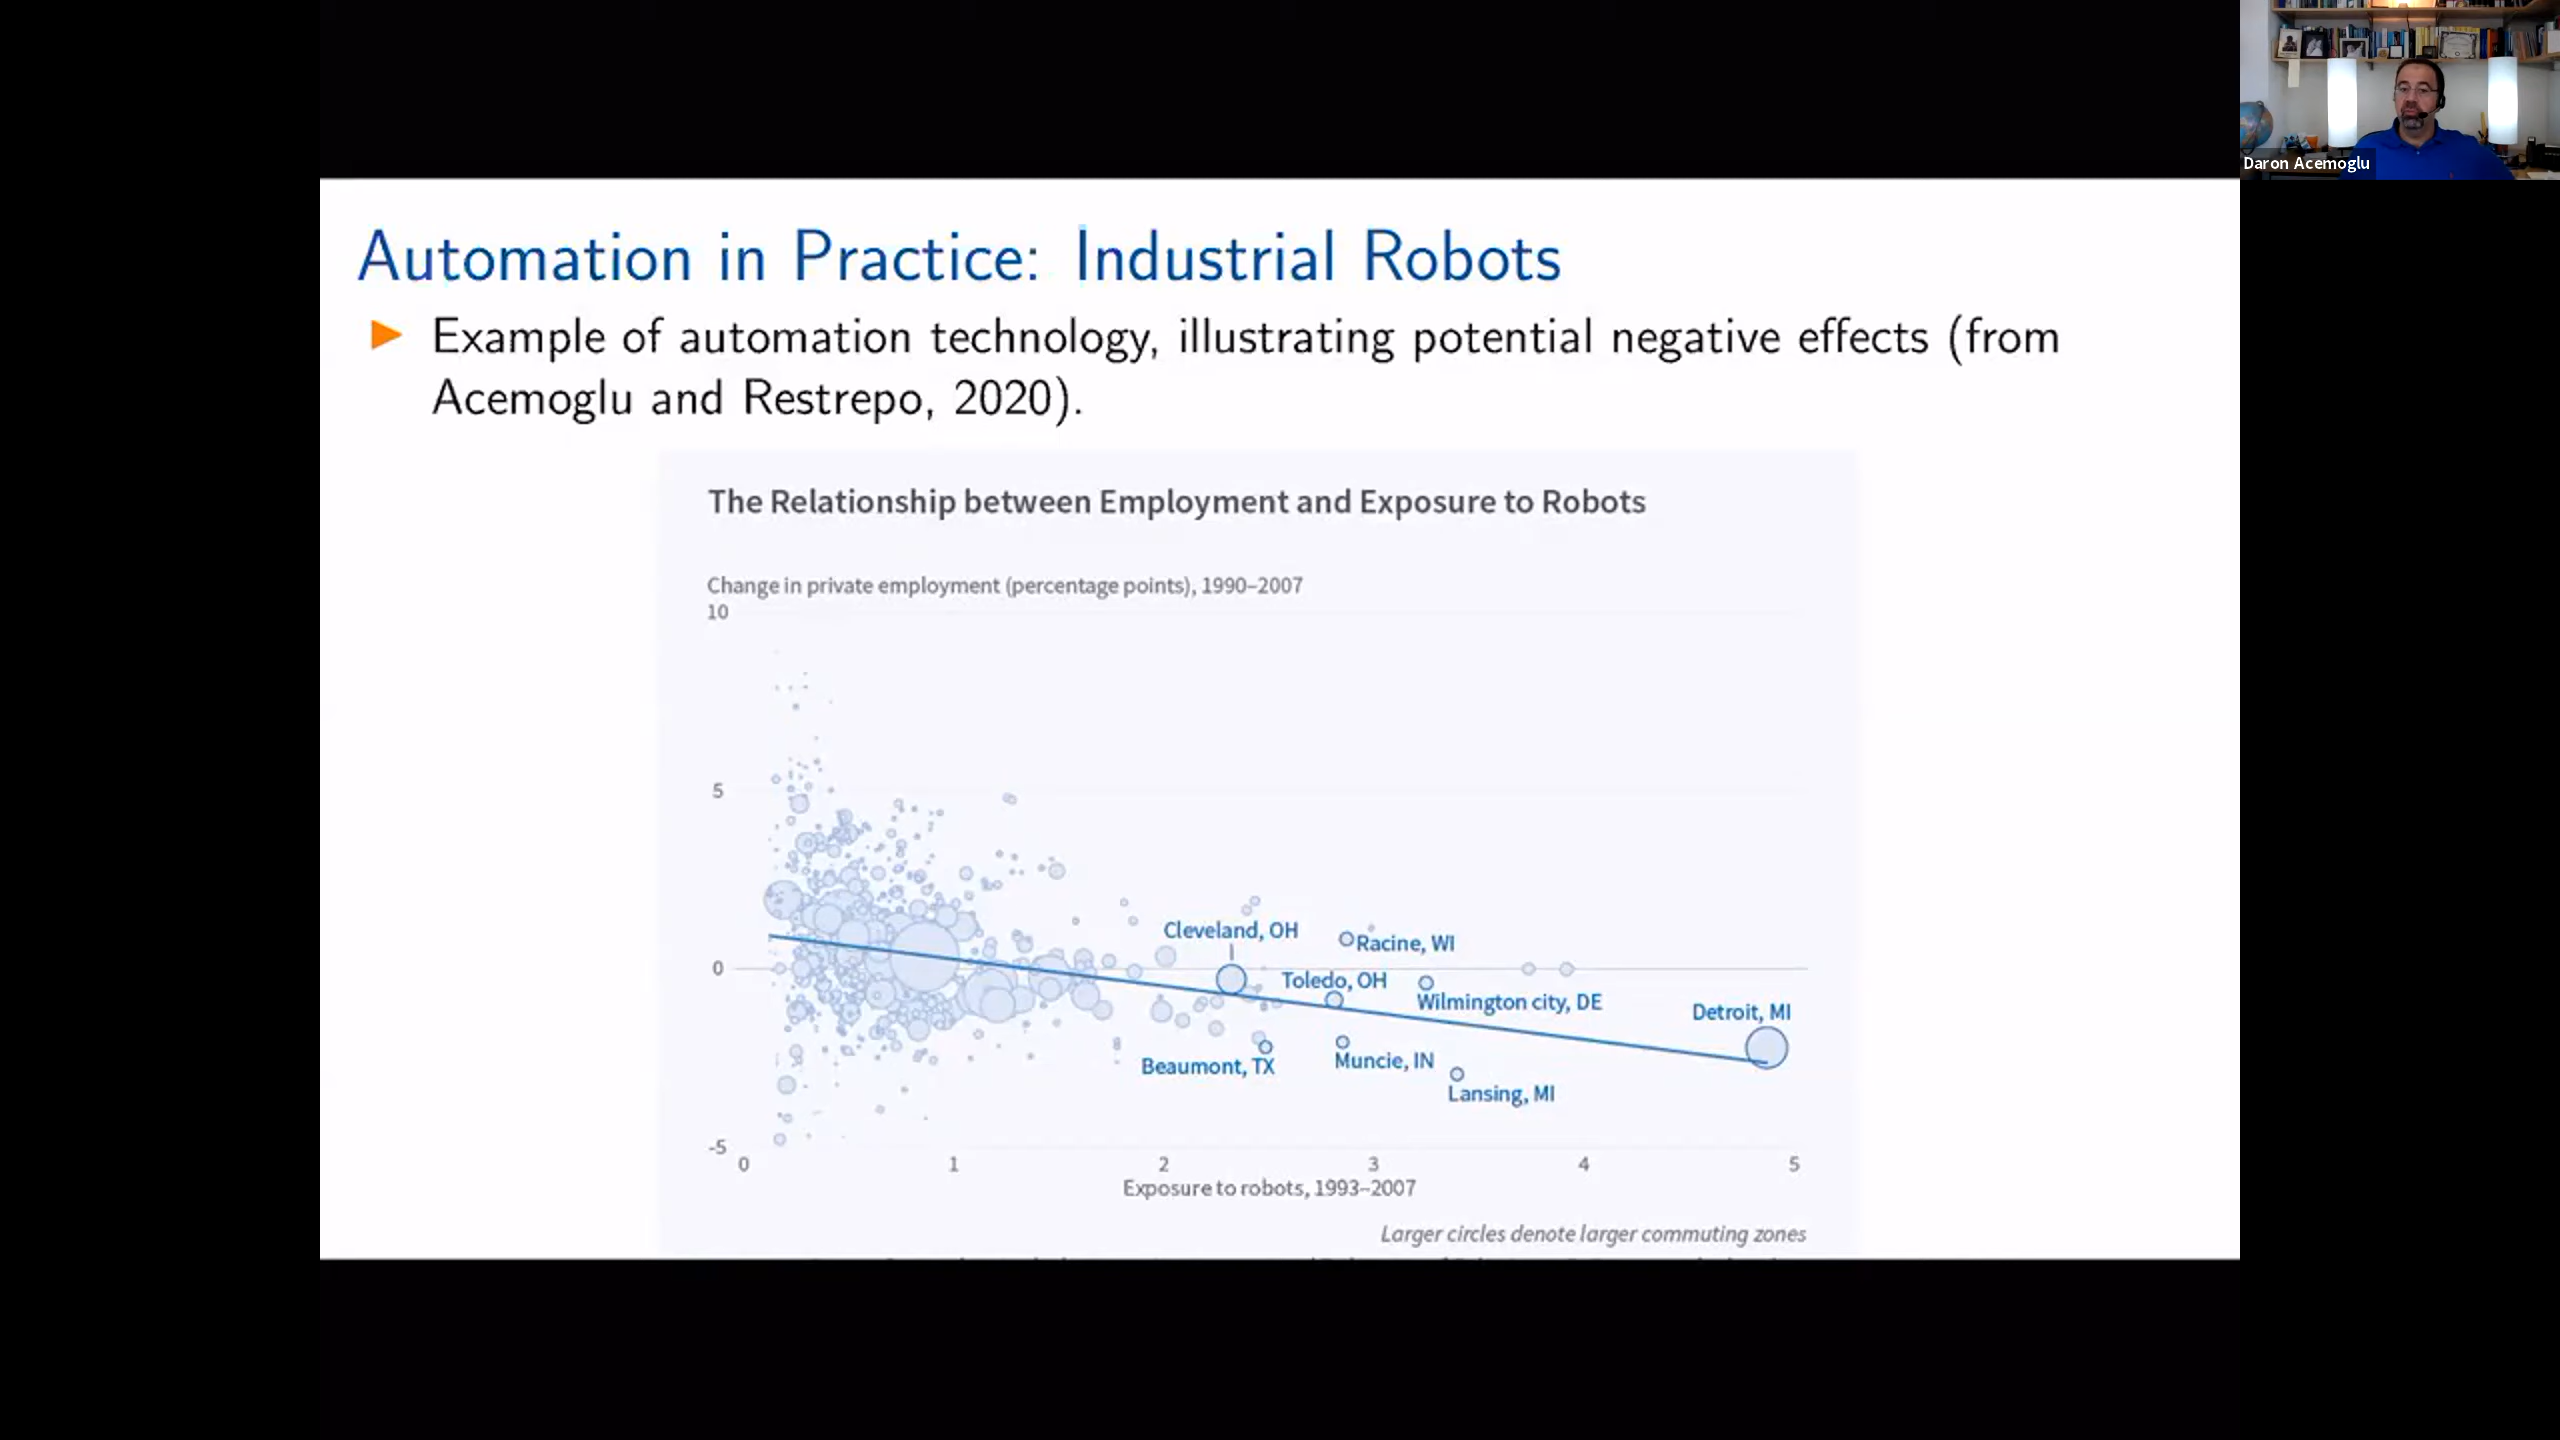 Daron Acemoglu
Automation in Practice: Industrial Robots
Example of automation technology, illustrating potential negative effects (from
Acemoglu and Restrepo, 2020).
The Relationship between Employment and Exposure to Robots
Change in private employment (percentage points), 1990–2007
10
5
0
-5
Cleveland, OH
Racine, WI
Toledo, OH
Wilmington city, DE
Detroit, MI
Beaumont, TX
Muncie, IN
Lansing, MI
0 1 2 3 4 5
Exposure to robots, 1993–2007
Larger circles denote larger commuting zones